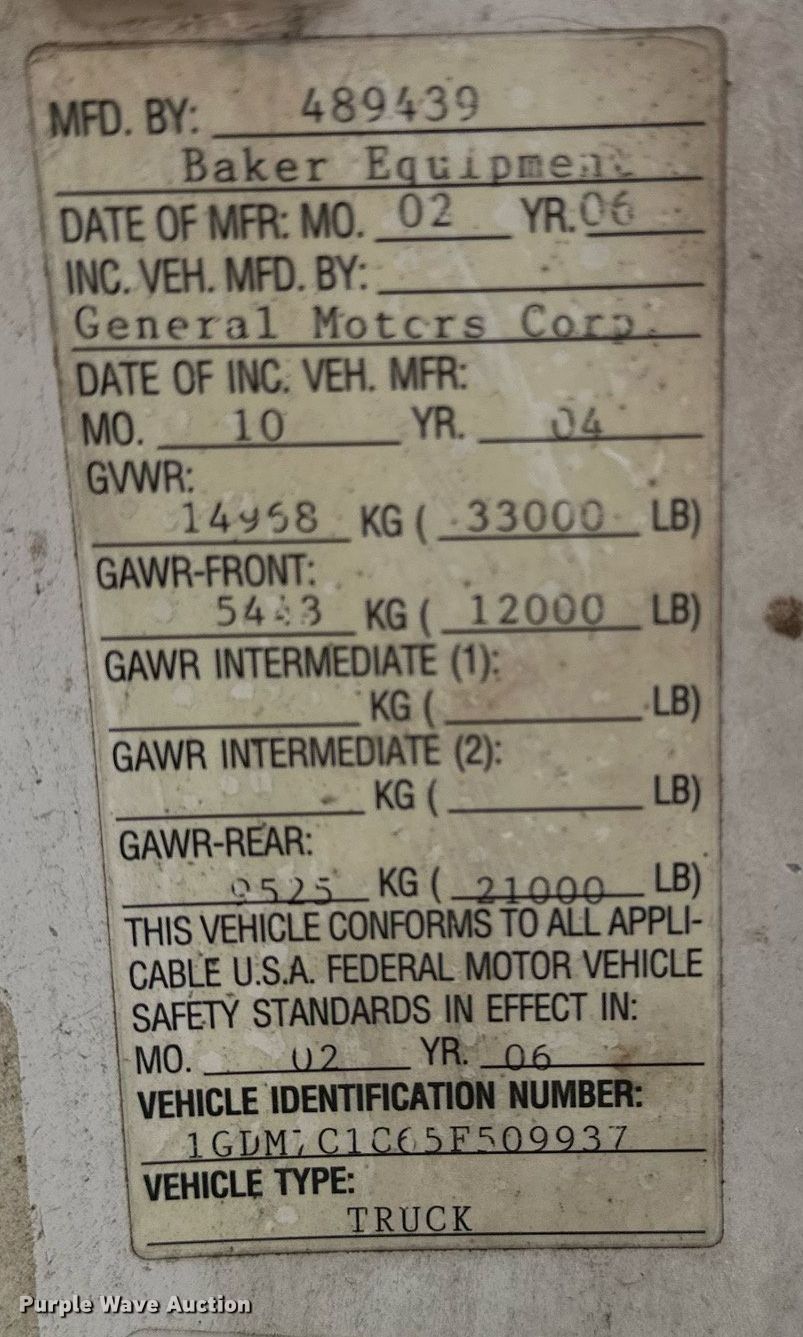 MFD. BY: 489439
Baker Equipment
DATE OF MFR: MO. 02 YR. 06
INC. VEH. MFD. BY:
General Motors Corp.
DATE OF INC. VEH. MFR:
MO. 10 YR. 04
GVWR:
14968 KG ( 33000 LB)
GAWR-FRONT:
5443 KG ( 12000 LB)
GAWR INTERMEDIATE (1):
KG ( LB)
GAWR INTERMEDIATE (2):
KG ( LB)
GAWR-REAR:
9525 KG ( 21000 LB)
THIS VEHICLE CONFORMS TO ALL APPLI-
CABLE U.S.A. FEDERAL MOTOR VEHICLE
SAFETY STANDARDS IN EFFECT IN:
MO. 02 YR. 06
VEHICLE IDENTIFICATION NUMBER:
1GDM7C1C65F509937
VEHICLE TYPE:
TRUCK
Purple Wave Auction